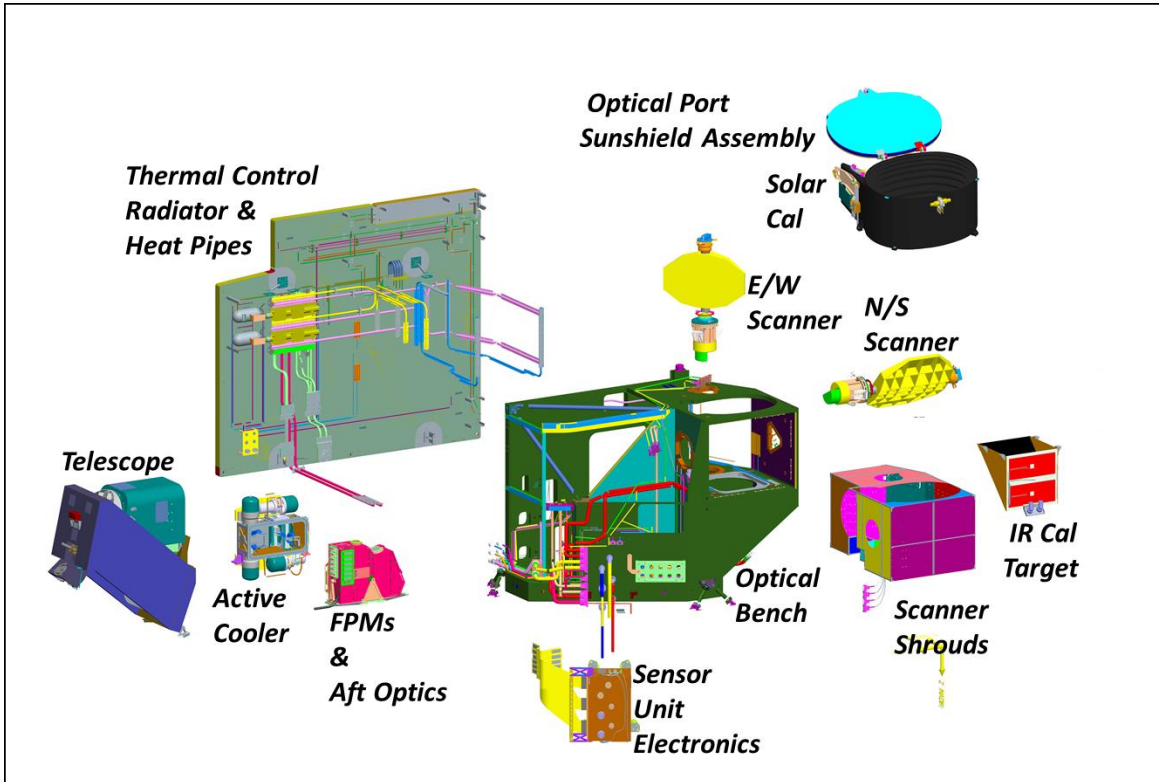 Optical Port
Sunshield Assembly
Solar
Cal
Thermal Control
Radiator &
Heat Pipes
E/W
Scanner
N/S
Scanner
Telescope
Active
Cooler
FPMs
&
Aft Optics
Optical
Bench
IR Cal
Target
Scanner
Shrouds
Sensor
Unit
Electronics